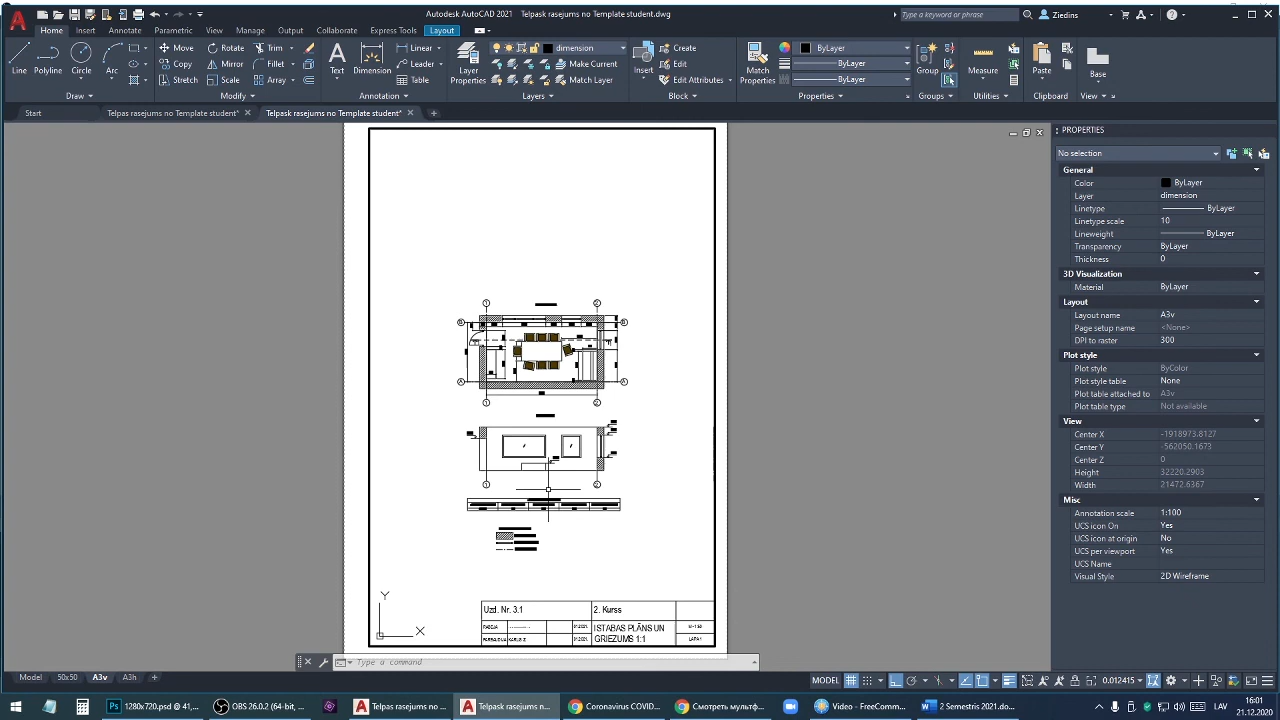 Autodesk AutoCAD 2021 Telpask rasejums no Template student.dwg
Type a keyword or phrase
Ziedins
Home Insert Annotate Parametric View Manage Output Collaborate Express Tools Layout
Line Polyline Circle Arc
Move Rotate Trim
Copy Mirror Fillet
Stretch Scale Array
Text Dimension
Linear
Leader
Table
Layer Properties
dimension
Make Current
Match Layer
Insert
Create
Edit
Edit Attributes
Match Properties
ByLayer
ByLayer
ByLayer
Group Measure Paste Base
Draw Modify Annotation Layers Block Properties Groups Utilities Clipboard View
Start Telpas rasejums no Template student* Telpask rasejums no Template student*
PROPERTIES
No selection
General
Color ByLayer
Layer dimension
Linetype ByLayer
Linetype scale 10
Lineweight ByLayer
Transparency ByLayer
Thickness 0
3D Visualization
Material ByLayer
Layout
Layout name A3v
Page setup name <None>
DPI to raster 300
Plot style
Plot style ByColor
Plot style table None
Plot table attached to A3v
Plot table type Not available
View
Center X -1918973.8127
Center Y -562050.1673
Center Z 0
Height 32220.2903
Width 21472.6367
Misc
Annotation scale 1:100
UCS icon On Yes
UCS icon at origin No
UCS per viewport Yes
UCS Name
Visual Style 2D Wireframe
1 2
B B
A A
1 2
1 2
Y
X
Uzd. Nr. 3.1 2. Kurss
ISTABAS PLĀNS UN
GRIEZUMS 1:1
LAPA 1
Type a command
Model 50x50 A3v A3h
MODEL 0.012415
1280x720.psd @ 41,... OBS 26.0.2 (64-bit, ... Telpas rasejums no ... Telpask rasejums n... Coronavirus COVID... Смотреть мультф... Video - FreeComm... 2 Semestris 2021.do...
LAV
16:01
21.12.2020